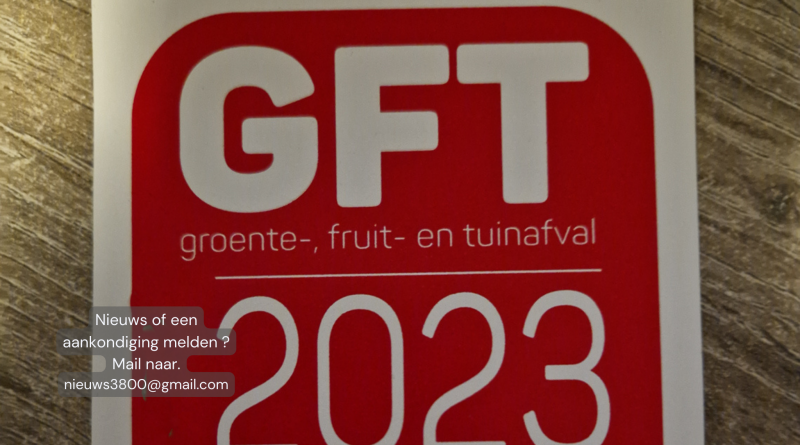 GFT
groente-, fruit- en tuinafval
2023
Nieuws of een
aankondiging melden ?
Mail naar.
nieuws3800@gmail.com